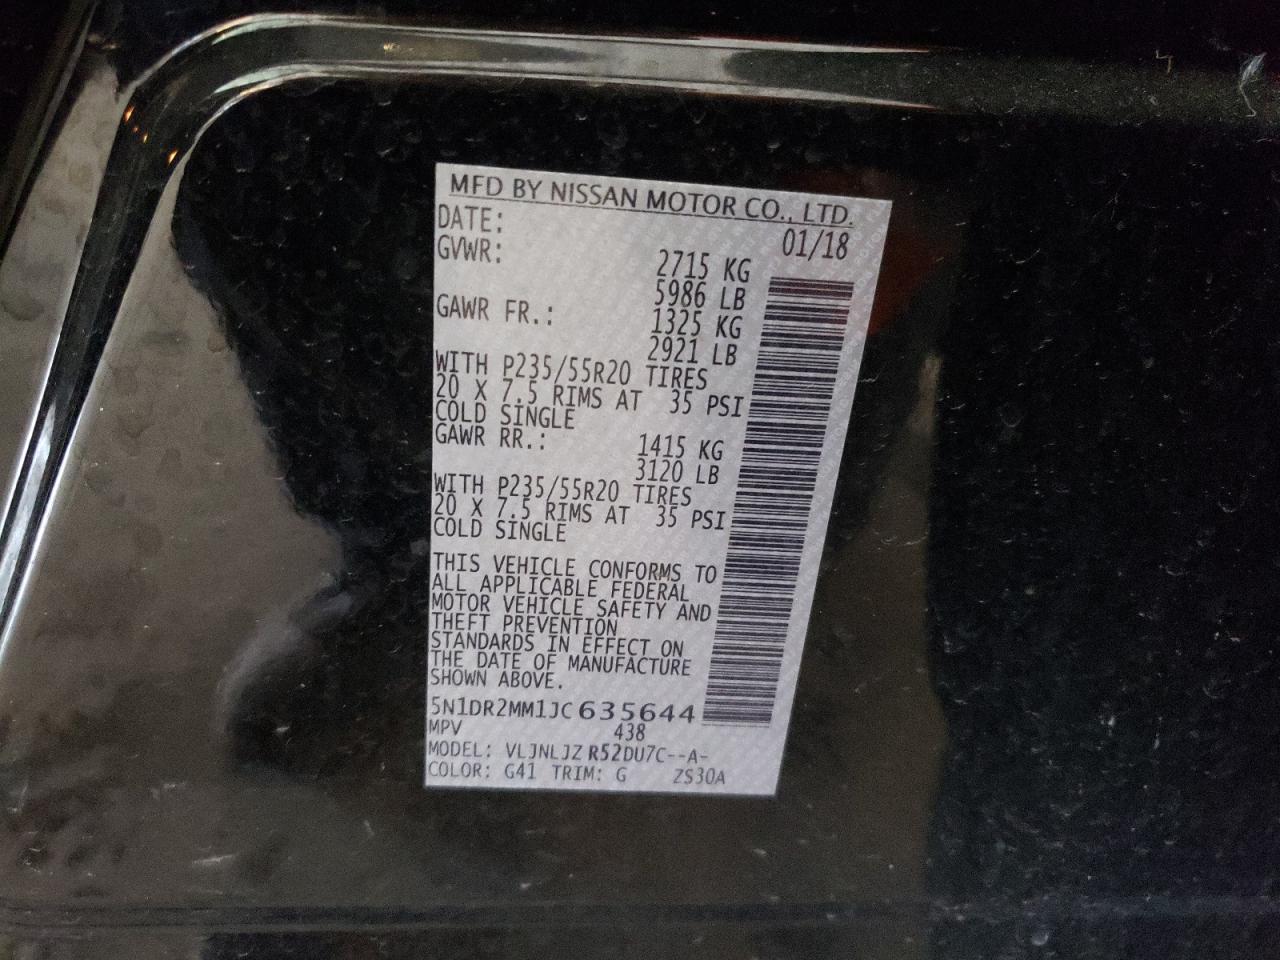 MFD BY NISSAN MOTOR CO., LTD.
DATE: 01/18
GVWR: 2715 KG
5986 LB
GAWR FR.: 1325 KG
2921 LB
WITH P235/55R20 TIRES
20 X 7.5 RIMS AT 35 PSI
COLD SINGLE
GAWR RR.: 1415 KG
3120 LB
WITH P235/55R20 TIRES
20 X 7.5 RIMS AT 35 PSI
COLD SINGLE
THIS VEHICLE CONFORMS TO
ALL APPLICABLE FEDERAL
MOTOR VEHICLE SAFETY AND
THEFT PREVENTION
STANDARDS IN EFFECT ON
THE DATE OF MANUFACTURE
SHOWN ABOVE.
5N1DR2MM1JC635644
MPV 438
MODEL: VLJNLJZ R52DU7C--A-
COLOR: G41 TRIM: G ZS30A